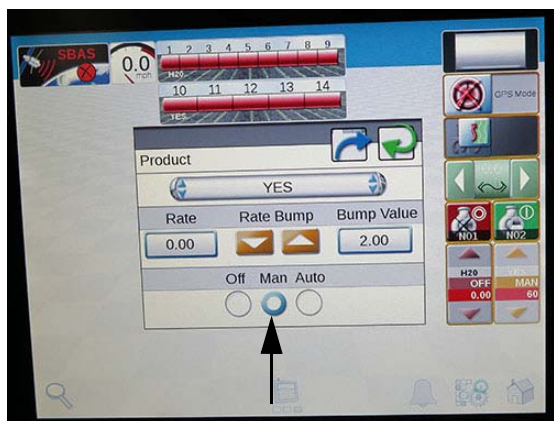 SBAS
0.0
mph
1 2 3 4 5 6 7 8 9
H20
10 11 12 13 14
YES
GPS Mode
Product
YES
Rate Rate Bump Bump Value
0.00 2.00
Off Man Auto
N01 N02
H20 YES
OFF MAN
0.00 60